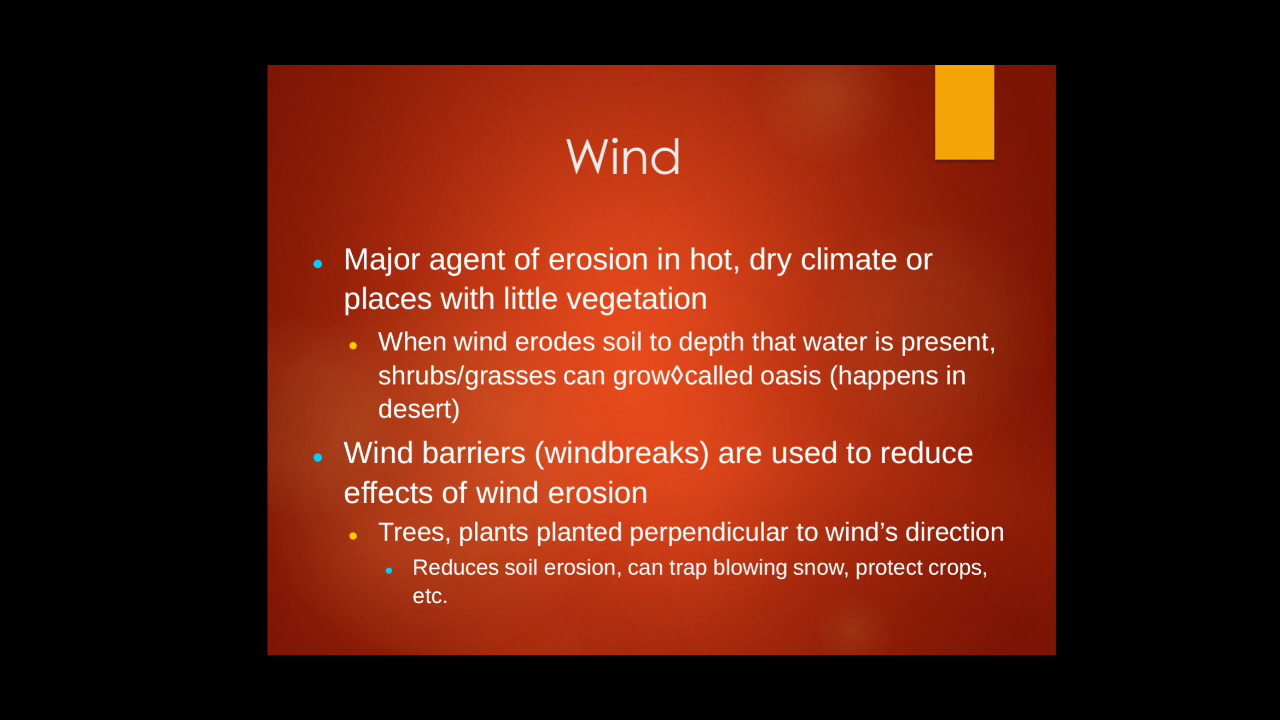 Wind
Major agent of erosion in hot, dry climate or
places with little vegetation
When wind erodes soil to depth that water is present,
shrubs/grasses can grow◊called oasis (happens in
desert)
Wind barriers (windbreaks) are used to reduce
effects of wind erosion
Trees, plants planted perpendicular to wind’s direction
Reduces soil erosion, can trap blowing snow, protect crops,
etc.